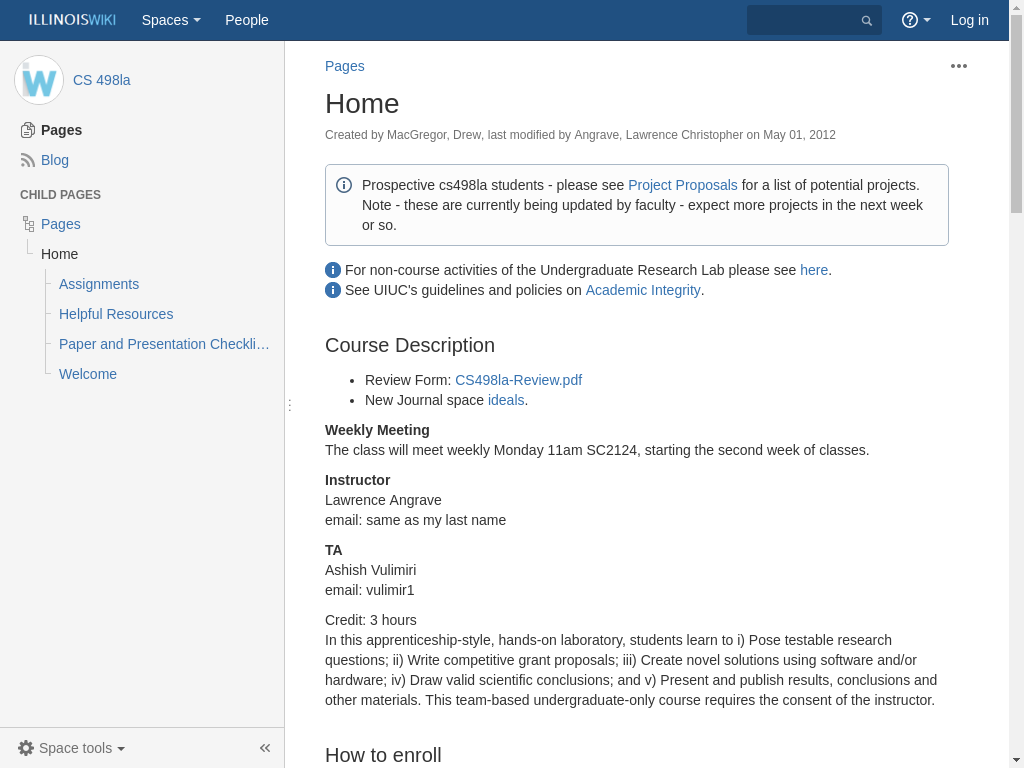 ILLINOISWIKI Spaces People Log in
CS 498la
Pages
Blog
CHILD PAGES
Pages
Home
Assignments
Helpful Resources
Paper and Presentation Checkli…
Welcome
Space tools
Pages
Home
Created by MacGregor, Drew, last modified by Angrave, Lawrence Christopher on May 01, 2012
Prospective cs498la students - please see Project Proposals for a list of potential projects.
Note - these are currently being updated by faculty - expect more projects in the next week
or so.
For non-course activities of the Undergraduate Research Lab please see here.
See UIUC's guidelines and policies on Academic Integrity.
Course Description
• Review Form: CS498la-Review.pdf
• New Journal space ideals.
Weekly Meeting
The class will meet weekly Monday 11am SC2124, starting the second week of classes.
Instructor
Lawrence Angrave
email: same as my last name
TA
Ashish Vulimiri
email: vulimir1
Credit: 3 hours
In this apprenticeship-style, hands-on laboratory, students learn to i) Pose testable research
questions; ii) Write competitive grant proposals; iii) Create novel solutions using software and/or
hardware; iv) Draw valid scientific conclusions; and v) Present and publish results, conclusions and
other materials. This team-based undergraduate-only course requires the consent of the instructor.
How to enroll